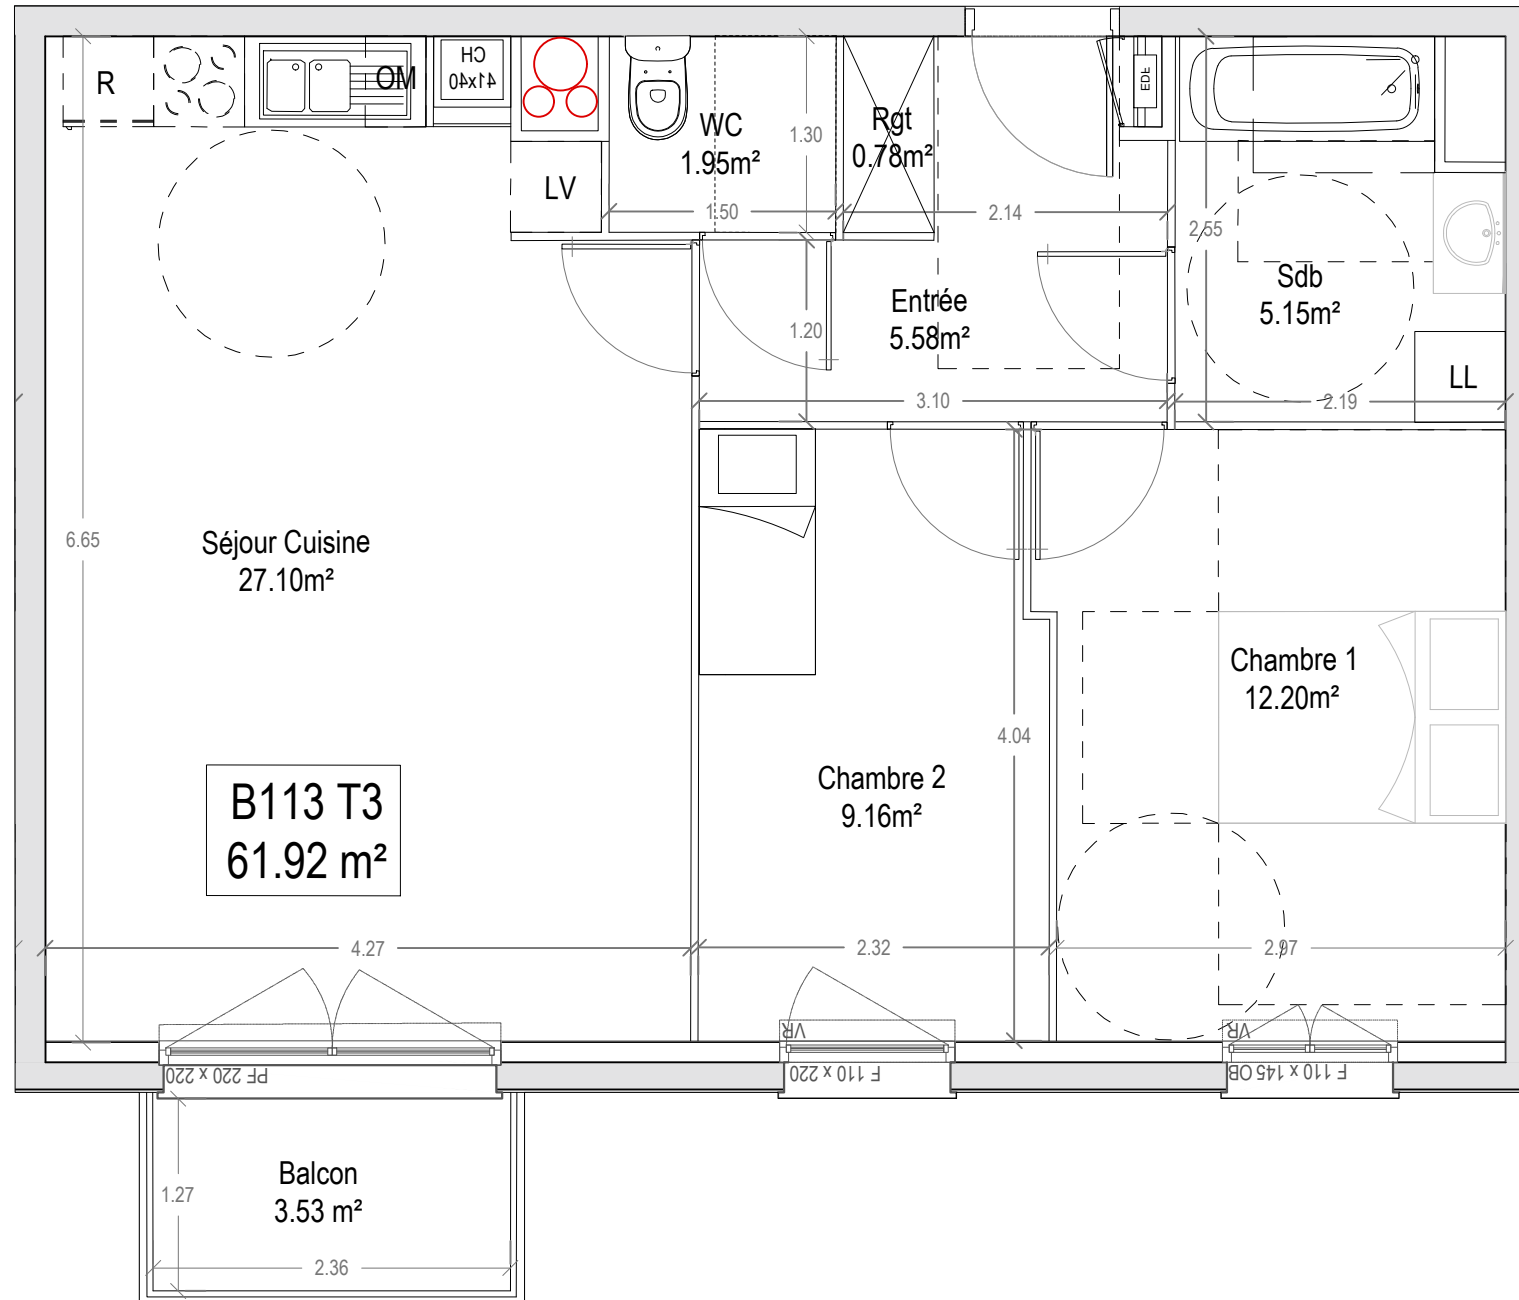 R
OM
CH
41x40
LV
WC
1.95m²
1.30
1.50
Rgt
0.78m²
2.14
EDF
2.55
Sdb
5.15m²
LL
2.19
Entrée
5.58m²
1.20
3.10
6.65
Séjour Cuisine
27.10m²
Chambre 1
12.20m²
4.04
Chambre 2
9.16m²
B113 T3
61.92 m²
4.27
2.32
2.97
VR
VR
PF 220 x 220
F 110 x 220
F 110 x 145 OB
Balcon
3.53 m²
1.27
2.36